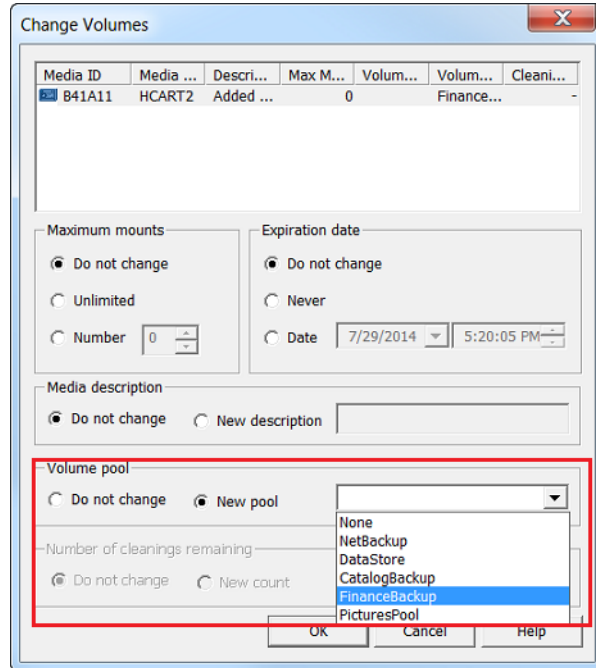 Change Volumes
Media ID Media ... Descri... Max M... Volum... Volum... Cleani...
B41A11 HCART2 Added ... 0 Finance... -
Maximum mounts Expiration date
Do not change Do not change
Unlimited Never
Number 0 Date 7/29/2014 5:20:05 PM
Media description
Do not change New description
Volume pool
Do not change New pool
None
NetBackup
DataStore
CatalogBackup
FinanceBackup
PicturesPool
Number of cleanings remaining
Do not change New count
OK Cancel Help